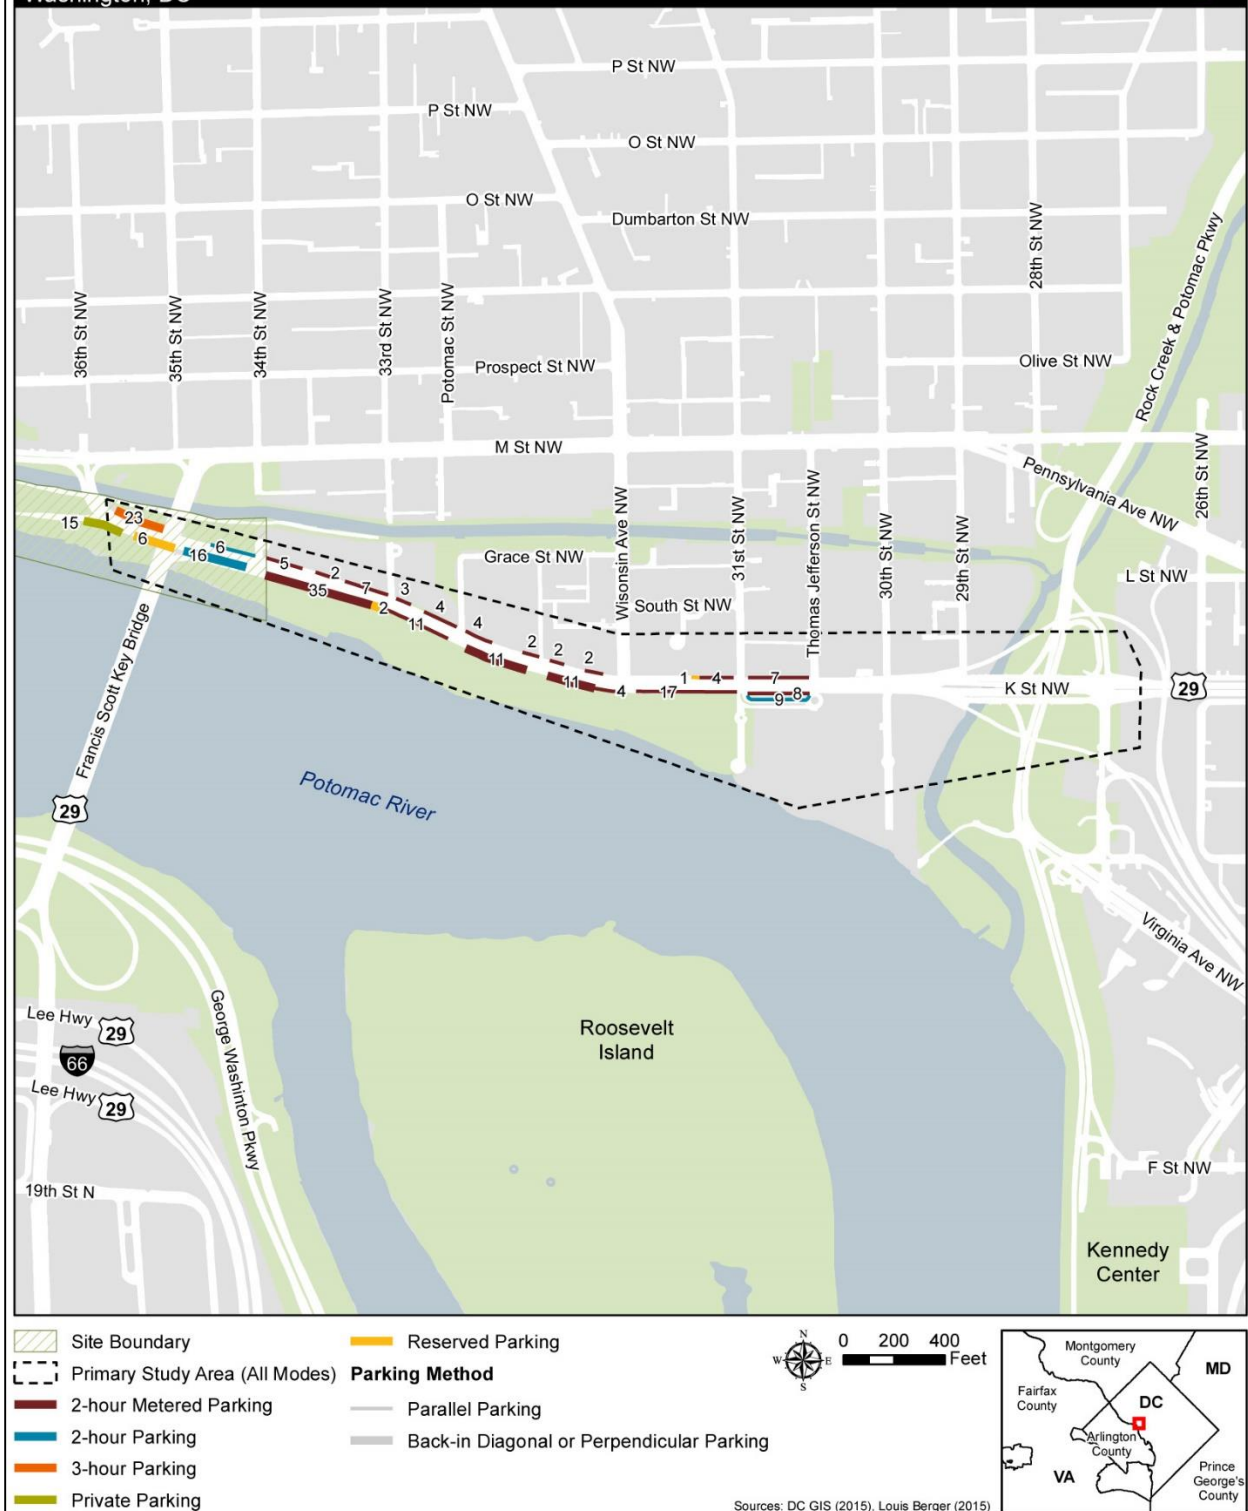 Washington, DC
P St NW
P St NW
O St NW
O St NW
Dumbarton St NW
28th St NW
Rock Creek & Potomac Pkwy
36th St NW
35th St NW
34th St NW
33rd St NW
Potomac St NW
Prospect St NW
Olive St NW
M St NW
Pennsylvania Ave NW
26th St NW
15
23
6
16
6
5
2
7
3
4
4
2
2
2
35
2
11
11
11
4
17
1
4
7
9
8
Grace St NW
South St NW
Wisonsin Ave NW
31st St NW
Thomas Jefferson St NW
30th St NW
29th St NW
L St NW
K St NW
29
Francis Scott Key Bridge
29
Potomac River
Virginia Ave NW
Roosevelt
Island
George Washinton Pkwy
Lee Hwy
29
66
Lee Hwy
29
19th St N
F St NW
Kennedy
Center
Site Boundary
Primary Study Area (All Modes)
2-hour Metered Parking
2-hour Parking
3-hour Parking
Private Parking
Reserved Parking
Parking Method
Parallel Parking
Back-in Diagonal or Perpendicular Parking
N
W
E
S
0 200 400
Feet
Sources: DC GIS (2015), Louis Berger (2015)
Montgomery
County
MD
Fairfax
County
DC
Arlington
County
VA
Prince
George's
County